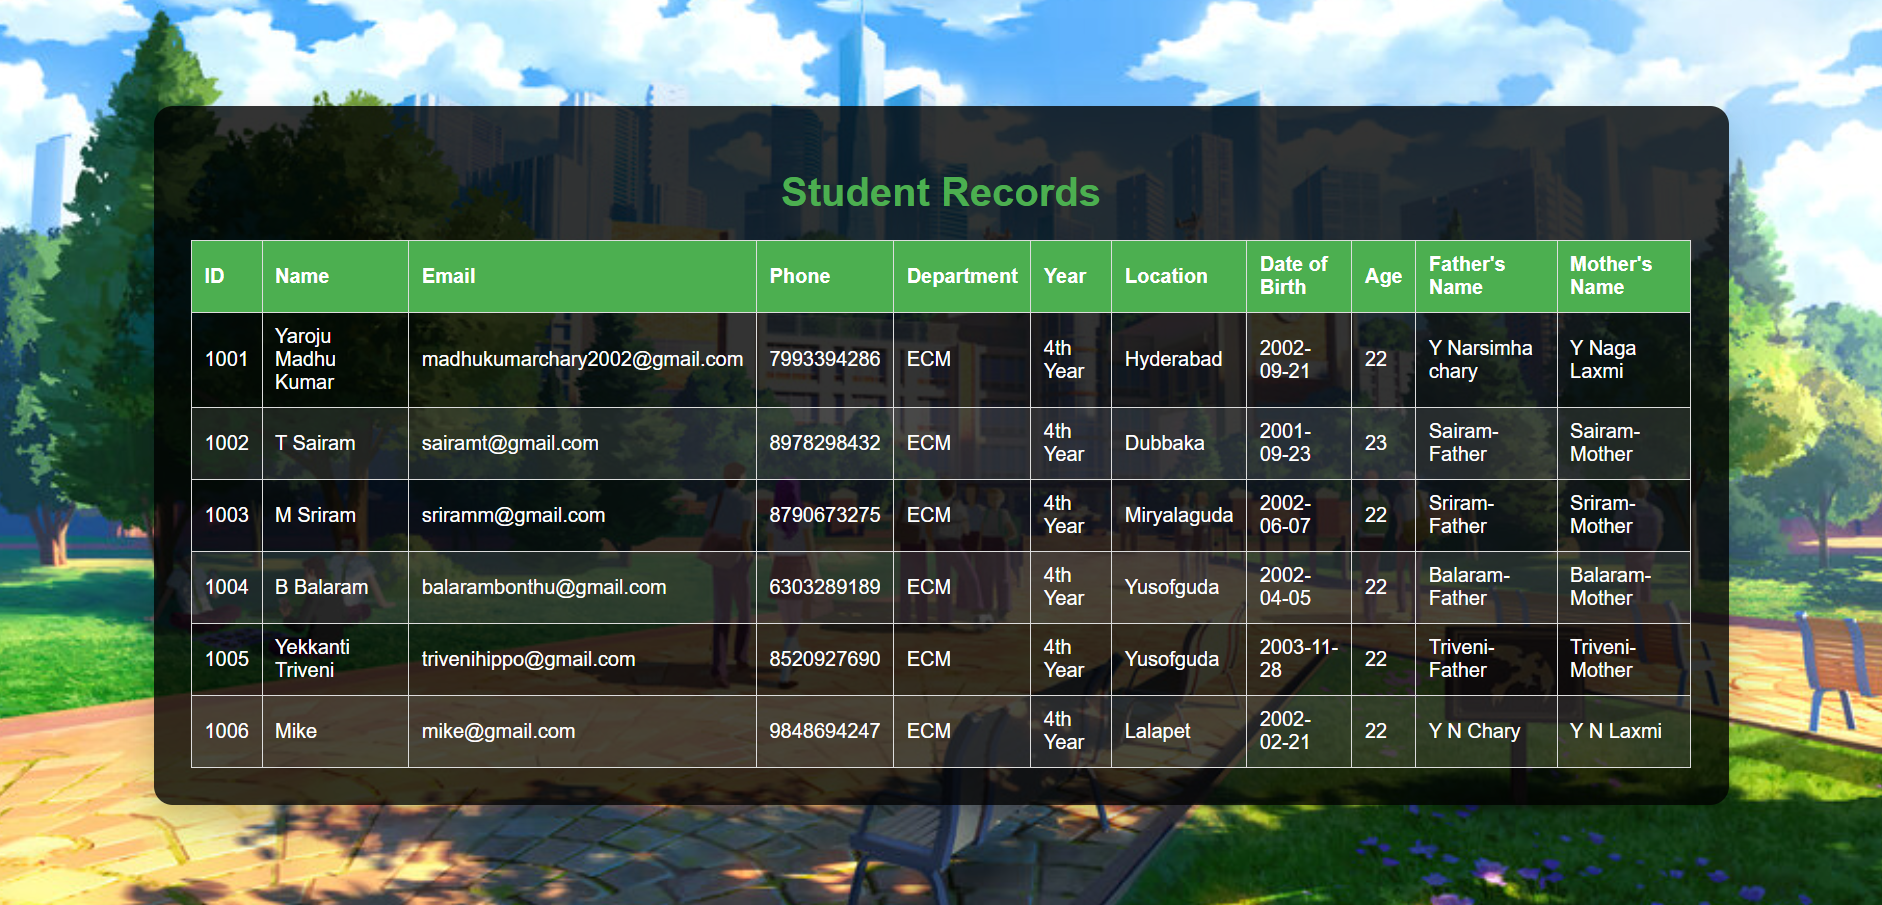 Student Records
ID Name Email Phone Department Year Location Date of Birth Age Father's Name Mother's Name
1001 Yaroju Madhu Kumar madhukumarchary2002@gmail.com 7993394286 ECM 4th Year Hyderabad 2002-09-21 22 Y Narsimha chary Y Naga Laxmi
1002 T Sairam sairamt@gmail.com 8978298432 ECM 4th Year Dubbaka 2001-09-23 23 Sairam-Father Sairam-Mother
1003 M Sriram sriramm@gmail.com 8790673275 ECM 4th Year Miryalaguda 2002-06-07 22 Sriram-Father Sriram-Mother
1004 B Balaram balarambonthu@gmail.com 6303289189 ECM 4th Year Yusofguda 2002-04-05 22 Balaram-Father Balaram-Mother
1005 Yekkanti Triveni trivenihippo@gmail.com 8520927690 ECM 4th Year Yusofguda 2003-11-28 22 Triveni-Father Triveni-Mother
1006 Mike mike@gmail.com 9848694247 ECM 4th Year Lalapet 2002-02-21 22 Y N Chary Y N Laxmi